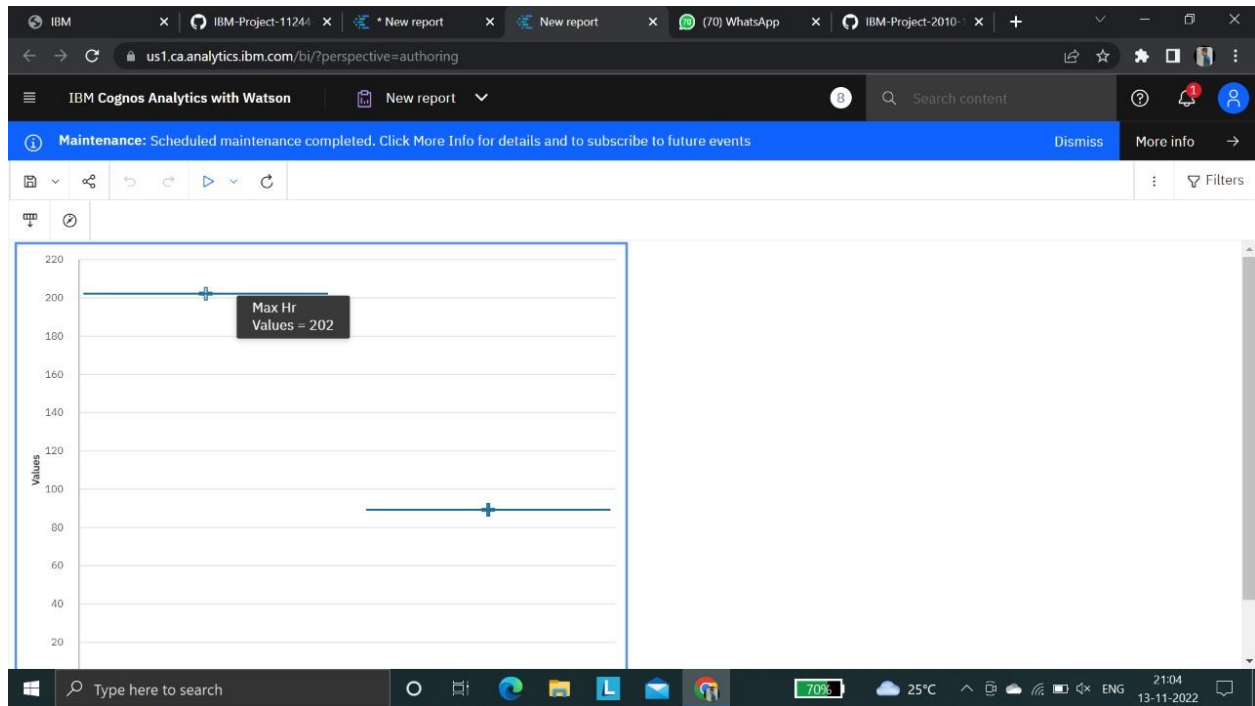 IBM
IBM-Project-11244
* New report
New report
(70) WhatsApp
IBM-Project-2010-1
us1.ca.analytics.ibm.com/bi/?perspective=authoring
IBM Cognos Analytics with Watson
New report
8
Search content
1
Maintenance: Scheduled maintenance completed. Click More Info for details and to subscribe to future events
Dismiss
More info
Filters
220
200
180
160
140
120
100
80
60
40
20
Values
Max Hr
Values = 202
Type here to search
L
70%
25°C
ENG
21:04
13-11-2022